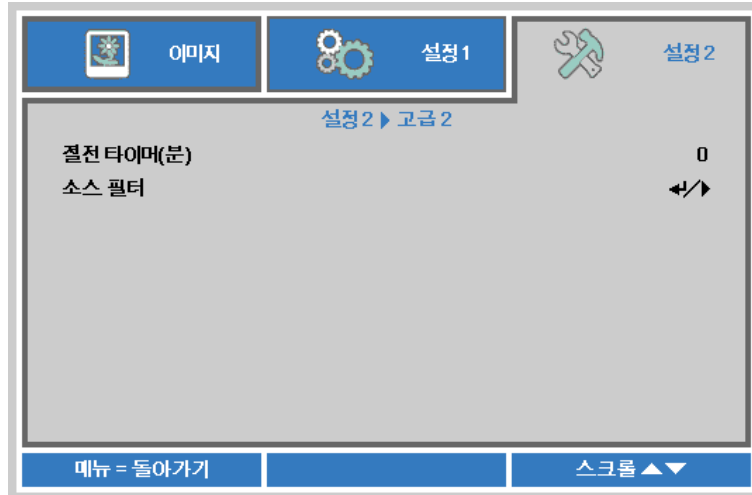 이미지
설정 1
설정 2
설정 2 ▶ 고급 2
졀전 타이머(분) 0
소스 필터 ↵/▶
메뉴 = 돌아가기
스크롤 ▲▼